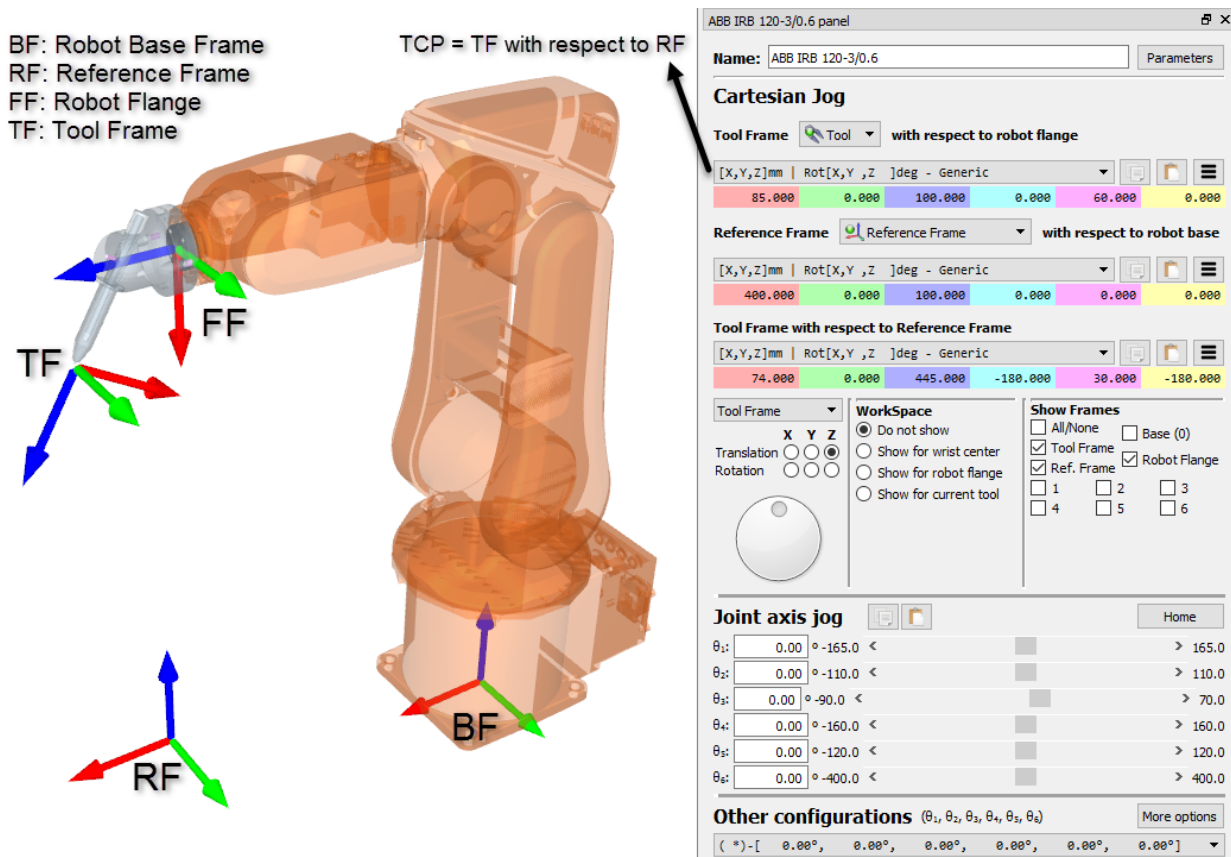 BF: Robot Base Frame
RF: Reference Frame
FF: Robot Flange
TF: Tool Frame
TCP = TF with respect to RF
FF
TF
BF
RF
ABB IRB 120-3/0.6 panel
Name: ABB IRB 120-3/0.6 Parameters
Cartesian Jog
Tool Frame Tool with respect to robot flange
[X,Y,Z]mm | Rot[X,Y ,Z ]deg - Generic
85.000 0.000 100.000 0.000 60.000 0.000
Reference Frame Reference Frame with respect to robot base
[X,Y,Z]mm | Rot[X,Y ,Z ]deg - Generic
400.000 0.000 100.000 0.000 0.000 0.000
Tool Frame with respect to Reference Frame
[X,Y,Z]mm | Rot[X,Y ,Z ]deg - Generic
74.000 0.000 445.000 -180.000 30.000 -180.000
Tool Frame
X Y Z
Translation
Rotation
WorkSpace
Do not show
Show for wrist center
Show for robot flange
Show for current tool
Show Frames
All/None Base (0)
Tool Frame Robot Flange
Ref. Frame
1 2 3
4 5 6
Joint axis jog Home
θ₁: 0.00 º -165.0 < > 165.0
θ₂: 0.00 º -110.0 < > 110.0
θ₃: 0.00 º -90.0 < > 70.0
θ₄: 0.00 º -160.0 < > 160.0
θ₅: 0.00 º -120.0 < > 120.0
θ₆: 0.00 º -400.0 < > 400.0
Other configurations (θ₁, θ₂, θ₃, θ₄, θ₅, θ₆) More options
( *)-[ 0.00°, 0.00°, 0.00°, 0.00°, 0.00°, 0.00°]